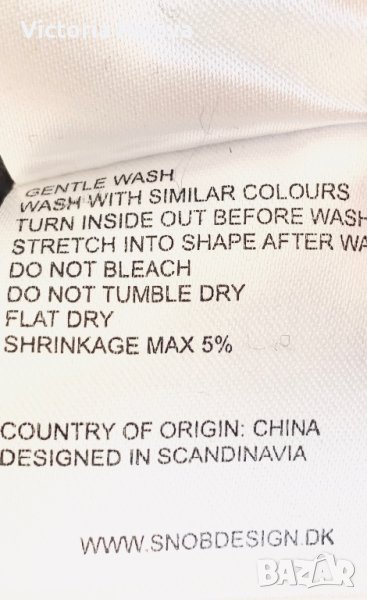 Victoria
GENTLE WASH
WASH WITH SIMILAR COLOURS
TURN INSIDE OUT BEFORE WASH
STRETCH INTO SHAPE AFTER WA
DO NOT BLEACH
DO NOT TUMBLE DRY
FLAT DRY
SHRINKAGE MAX 5%
COUNTRY OF ORIGIN: CHINA
DESIGNED IN SCANDINAVIA
WWW.SNOBDESIGN.DK
BAZAR